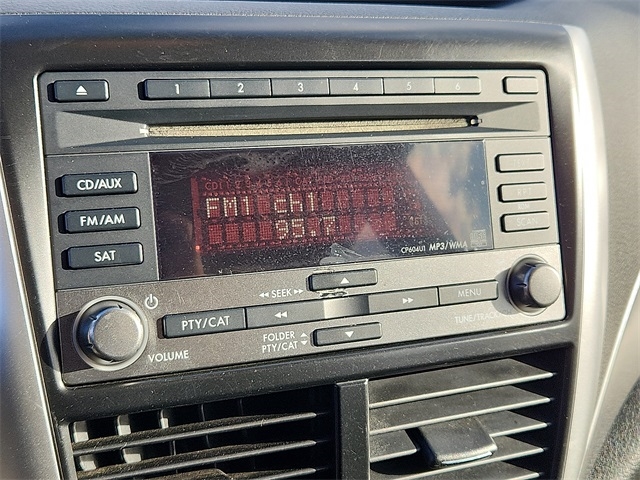 1 2 3 4 5 6
CD/AUX
FM/AM
SAT
FM1 ch1
95.7
CP604U1 MP3/WMA
SEEK
MENU
PTY/CAT
VOLUME
FOLDER
PTY/CAT
TUNE/TRACK